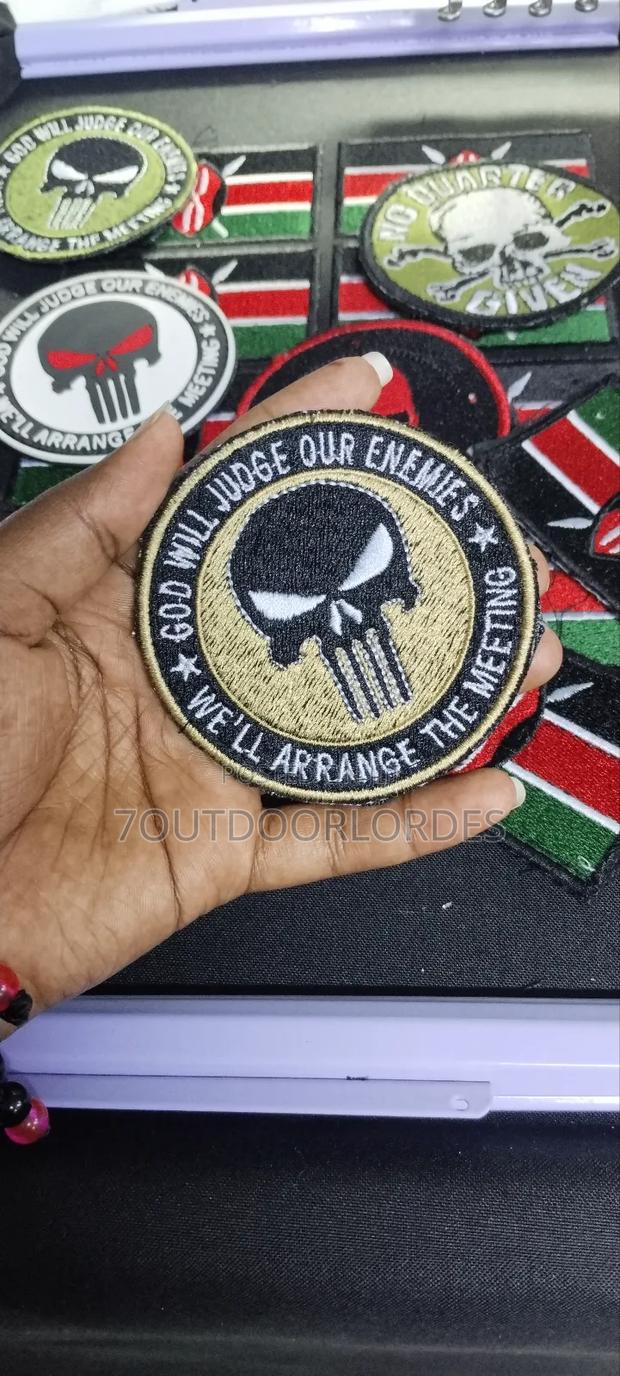 GOD WILL JUDGE OUR ENEMIES
ARRANGE THE MEETING
NO QUARTER
GIVEN
GOD WILL JUDGE OUR ENEMIES
WE'LL ARRANGE THE MEETING
GOD WILL JUDGE OUR ENEMIES
WE'LL ARRANGE THE MEETING
7OUTDOORLORDES